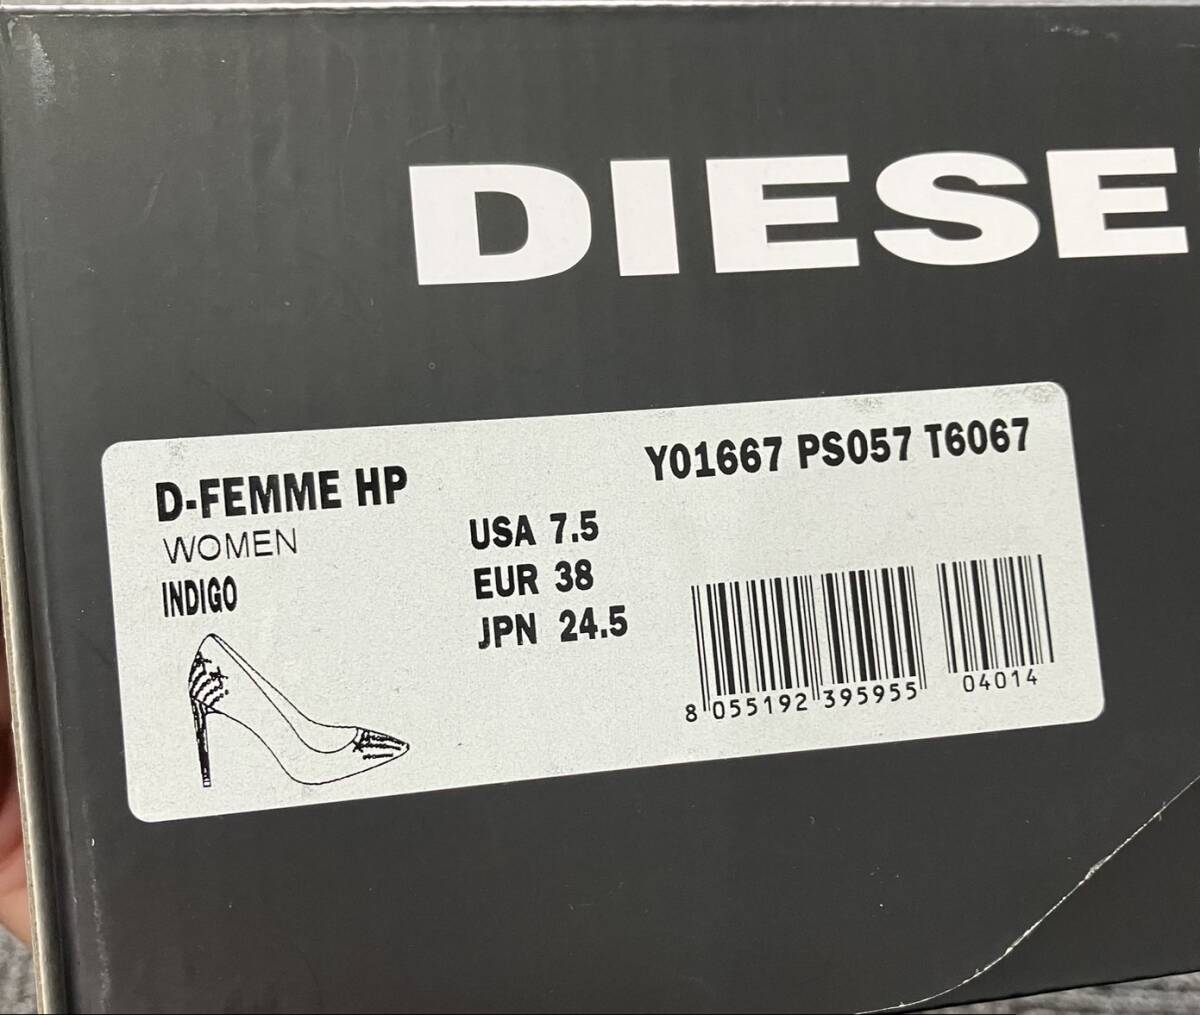 DIESE
D-FEMME HP
WOMEN
INDIGO
Y01667 PS057 T6067
USA 7.5
EUR 38
JPN 24.5
8 055192 395955
04014